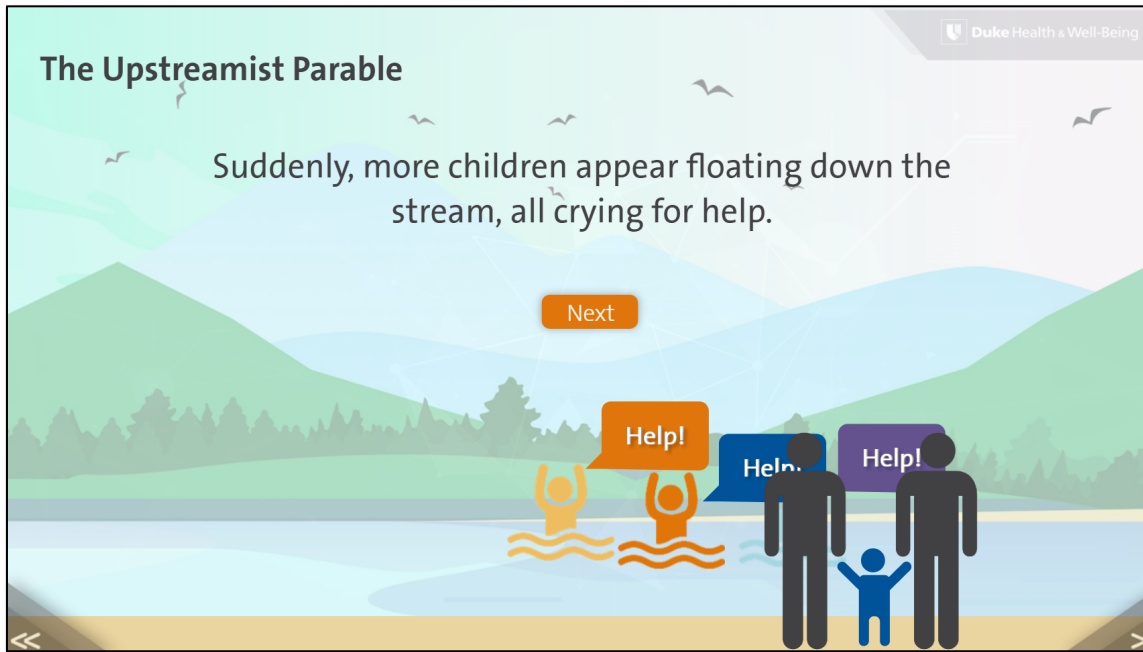 Duke Health & Well-Being
The Upstreamist Parable
Suddenly, more children appear floating down the
stream, all crying for help.
Next
Help!
Help!
Help!
<<
>